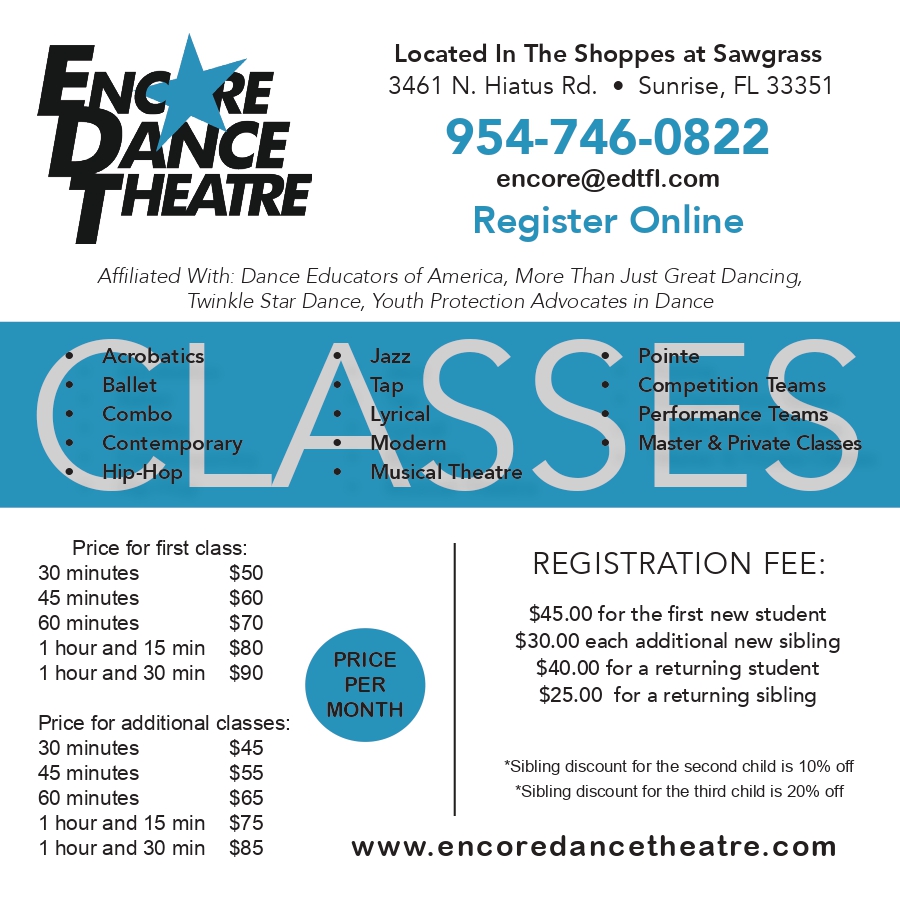 ENCORE
DANCE
THEATRE
Located In The Shoppes at Sawgrass
3461 N. Hiatus Rd. • Sunrise, FL 33351
954-746-0822
encore@edtfl.com
Register Online
Affiliated With: Dance Educators of America, More Than Just Great Dancing,
Twinkle Star Dance, Youth Protection Advocates in Dance
CLASSES
• Acrobatics
• Ballet
• Combo
• Contemporary
• Hip-Hop
• Jazz
• Tap
• Lyrical
• Modern
• Musical Theatre
• Pointe
• Competition Teams
• Performance Teams
• Master & Private Classes
Price for first class:
30 minutes $50
45 minutes $60
60 minutes $70
1 hour and 15 min $80
1 hour and 30 min $90
Price for additional classes:
30 minutes $45
45 minutes $55
60 minutes $65
1 hour and 15 min $75
1 hour and 30 min $85
PRICE
PER
MONTH
REGISTRATION FEE:
$45.00 for the first new student
$30.00 each additional new sibling
$40.00 for a returning student
$25.00 for a returning sibling
*Sibling discount for the second child is 10% off
*Sibling discount for the third child is 20% off
www.encoredancetheatre.com